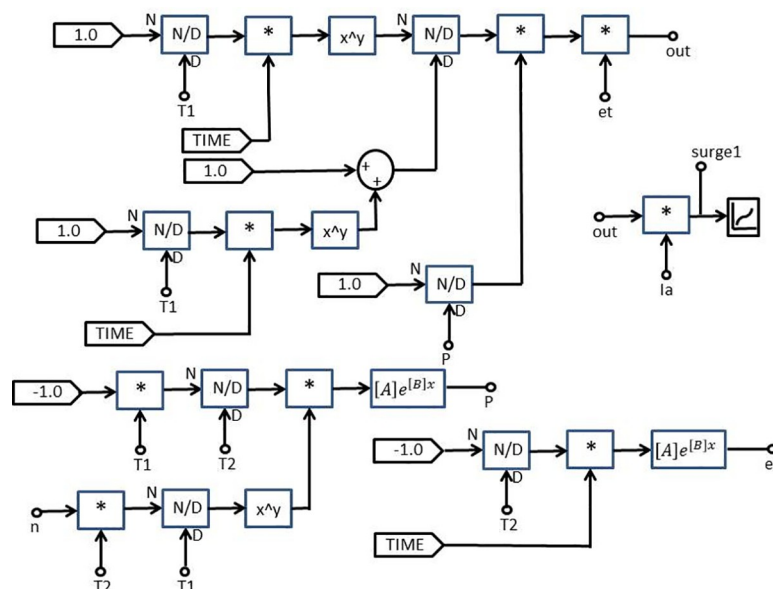 1.0
N
N/D
D
T1
*
x^y
N
N/D
D
*
*
et
out
TIME
1.0
+
+
surge1
out
*
Ia
1.0
N
N/D
D
T1
*
x^y
TIME
1.0
N
N/D
D
P
-1.0
*
T1
N
N/D
D
T2
*
[A]e^[B]x
P
-1.0
N
N/D
D
T2
*
[A]e^[B]x
e
TIME
n
*
T2
N
N/D
D
T1
x^y